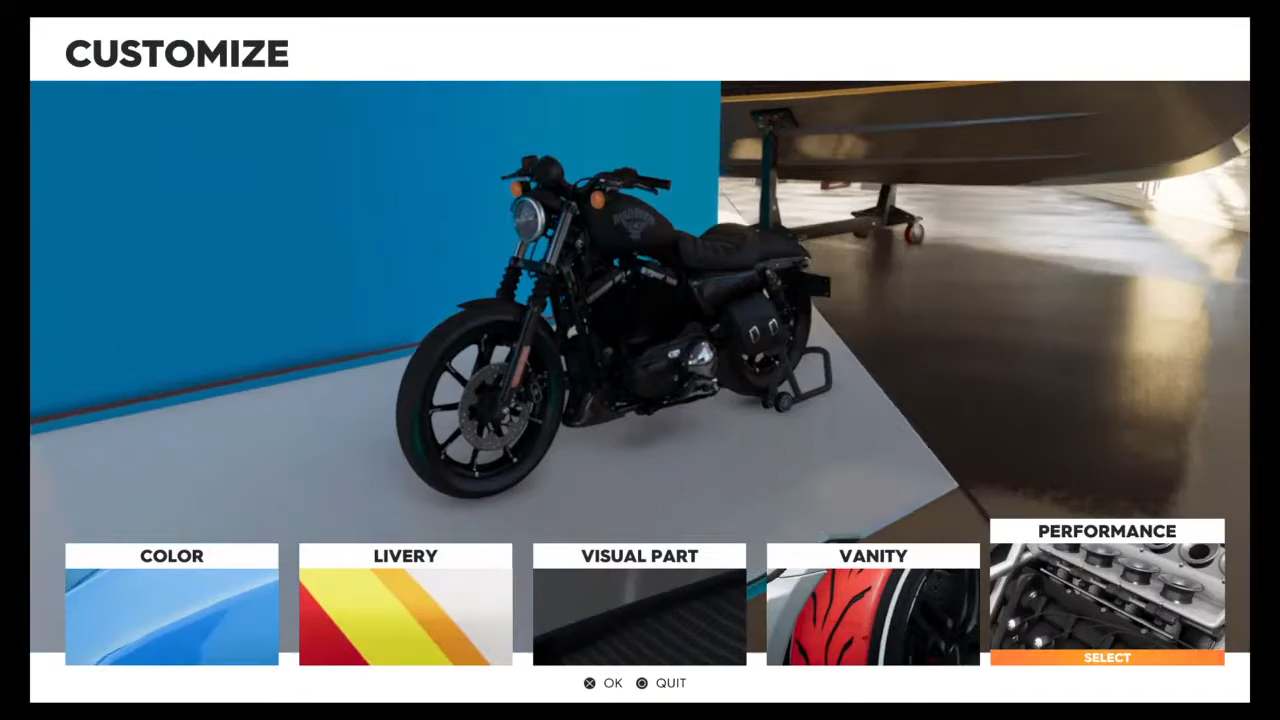 CUSTOMIZE
COLOR
LIVERY
VISUAL PART
VANITY
PERFORMANCE
SELECT
OK
QUIT